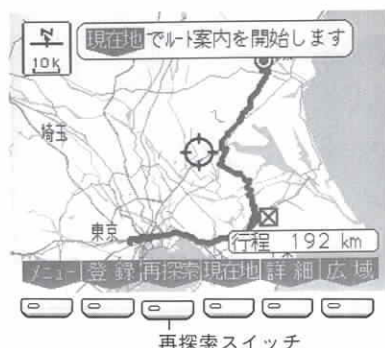 現在地でルート案内を開始します
10K
埼玉
東京
行程 192 km
メニュー 登録 再探索 現在地 詳細 広域
再探索スイッチ